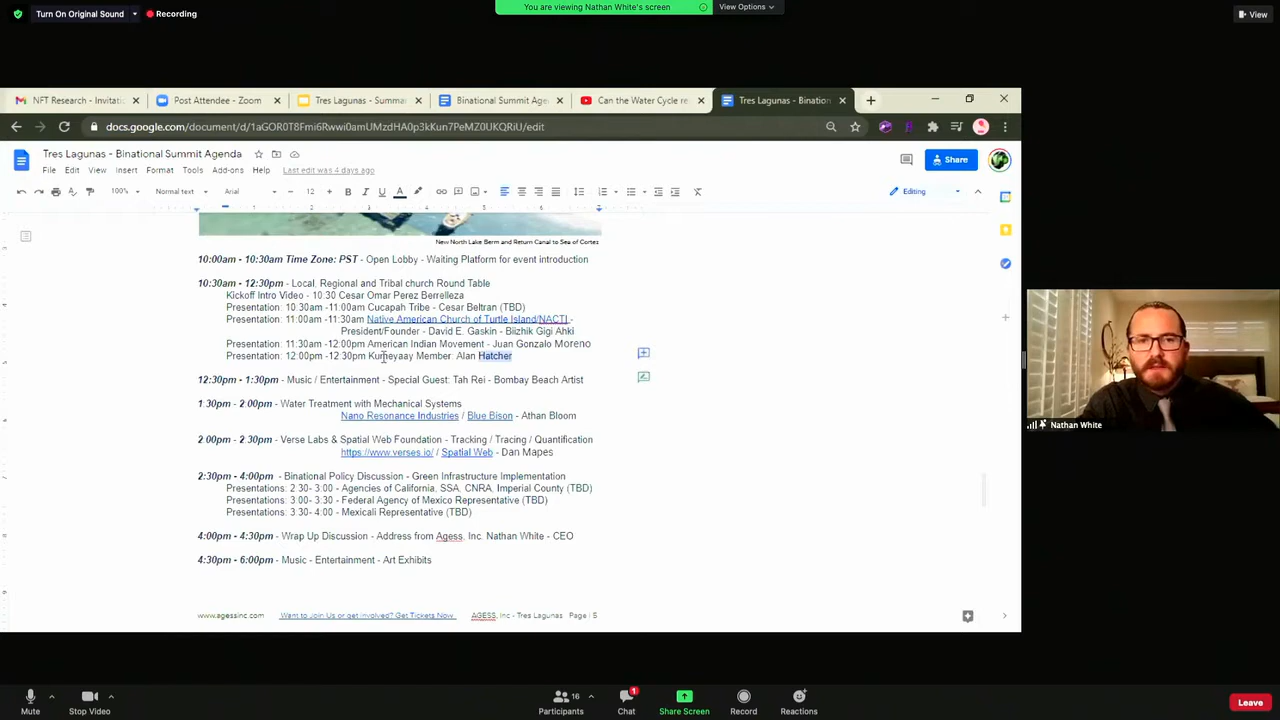 Turn On Original Sound
Recording
You are viewing Nathan White's screen
View Options
View
NFT Research - Invitati
Post Attendee - Zoom
Tres Lagunas - Summa
Binational Summit Age
Can the Water Cycle re
Tres Lagunas - Bination
docs.google.com/document/d/1aGOR0T8Fmi6Rwwi0amUMzdHA0p3kKun7PeMZ0UKQRiU/edit
Tres Lagunas - Binational Summit Agenda
File Edit View Insert Format Tools Add-ons Help Last edit was 4 days ago
Share
100% Normal text Arial 12 Editing
New North Lake Berm and Return Canal to Sea of Cortes
10:00am - 10:30am Time Zone: PST - Open Lobby - Waiting Platform for event introduction
10:30am - 12:30pm - Local, Regional and Tribal church Round Table
Kickoff Intro Video - 10:30 Cesar Omar Perez Berrelleza
Presentation: 10:30am -11:00am Cucapah Tribe - Cesar Beltran (TBD)
Presentation: 11:00am -11:30am Native American Church of Turtle Island/NACTI -
President/Founder - David E. Gaskin - Biizhik Gigi Ahki
Presentation: 11:30am -12:00pm American Indian Movement - Juan Gonzalo Moreno
Presentation: 12:00pm -12:30pm Kumeyaay Member: Alan Hatcher
12:30pm - 1:30pm - Music / Entertainment - Special Guest: Tah Rei - Bombay Beach Artist
1:30pm - 2:00pm - Water Treatment with Mechanical Systems
Nano Resonance Industries / Blue Bison - Athan Bloom
2:00pm - 2:30pm - Verse Labs & Spatial Web Foundation - Tracking / Tracing / Quantification
https://www.verses.io/ / Spatial Web - Dan Mapes
2:30pm - 4:00pm - Binational Policy Discussion - Green Infrastructure Implementation
Presentations: 2:30- 3:00 - Agencies of California, SSA, CNRA, Imperial County (TBD)
Presentations: 3:00- 3:30 - Federal Agency of Mexico Representative (TBD)
Presentations: 3:30- 4:00 - Mexicali Representative (TBD)
4:00pm - 4:30pm - Wrap Up Discussion - Address from Agess, Inc. Nathan White - CEO
4:30pm - 6:00pm - Music - Entertainment - Art Exhibits
www.agessinc.com Want to Join Us or get involved? Get Tickets Now AGESS, Inc - Tres Lagunas Page | 5
Nathan White
Mute
Stop Video
Participants 16
Chat 1
Share Screen
Record
Reactions
Leave